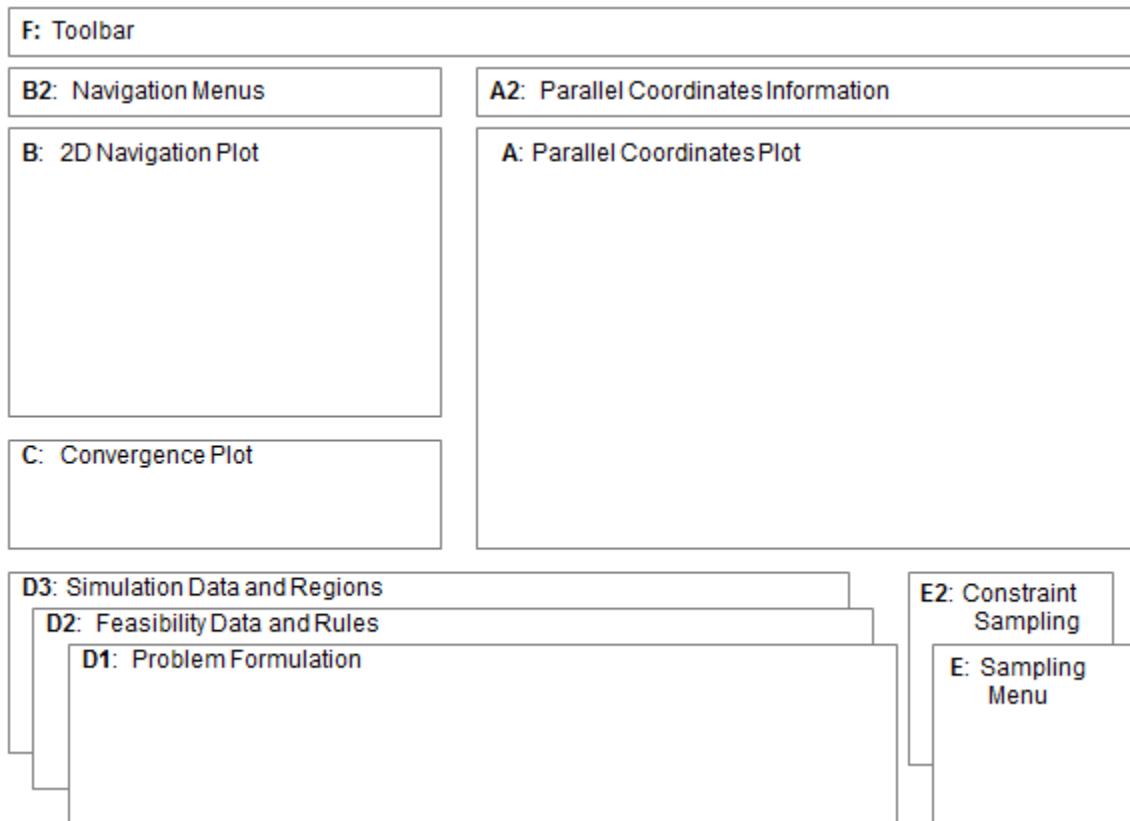 F: Toolbar
B2: Navigation Menus
A2: Parallel Coordinates Information
B: 2D Navigation Plot
A: Parallel Coordinates Plot
C: Convergence Plot
D3: Simulation Data and Regions
D2: Feasibility Data and Rules
D1: Problem Formulation
E2: Constraint
Sampling
E: Sampling
Menu